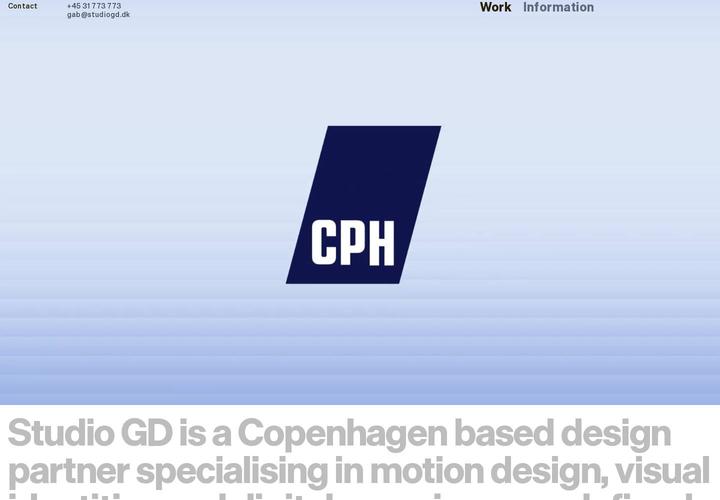 Contact
+45 31 773 773
gab@studiogd.dk
Work Information
CPH
Studio GD is a Copenhagen based design
partner specialising in motion design, visual